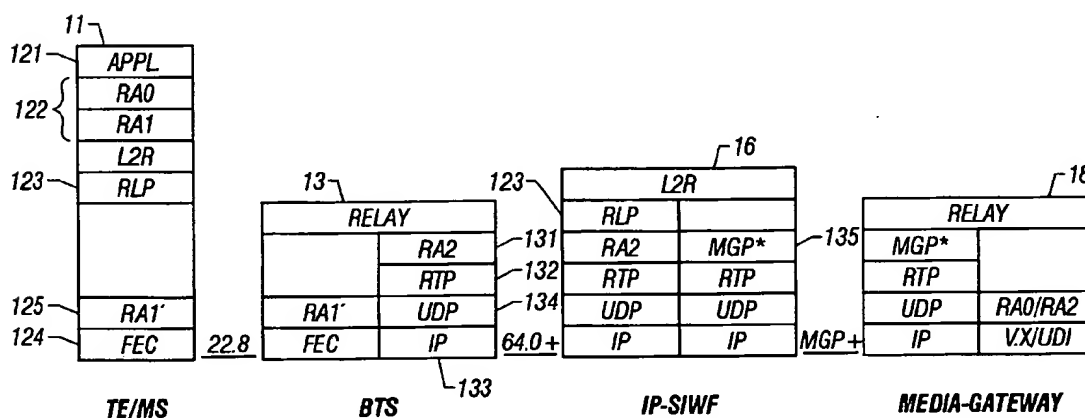 11
121
APPL.
RA0
122
RA1
L2R
123
RLP
125
RA1´
124
FEC
22.8
TE/MS
13
RELAY
RA2
131
RTP
132
RA1´
UDP
134
FEC
IP
133
64.0+
BTS
16
L2R
123
RLP
RA2
MGP*
135
RTP
RTP
UDP
UDP
IP
IP
MGP+
IP-SIWF
18
RELAY
MGP*
RTP
UDP
RA0/RA2
IP
V.X/UDI
MEDIA-GATEWAY